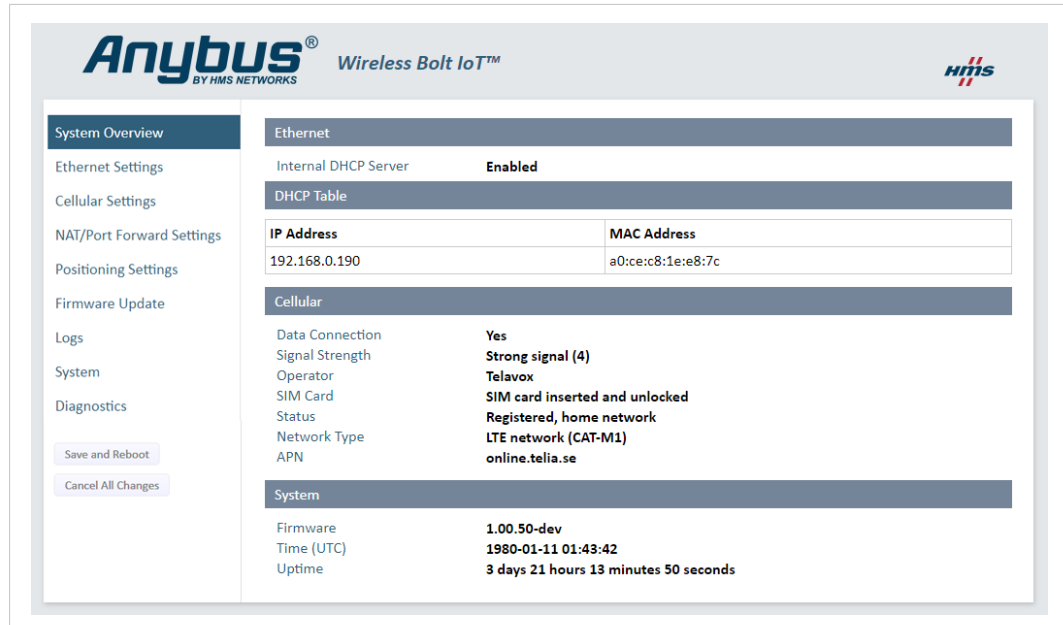 Anybus®
BY HMS NETWORKS
Wireless Bolt IoT™
HMS
System Overview
Ethernet Settings
Cellular Settings
NAT/Port Forward Settings
Positioning Settings
Firmware Update
Logs
System
Diagnostics
Save and Reboot
Cancel All Changes
Ethernet
Internal DHCP Server Enabled
DHCP Table
IP Address MAC Address
192.168.0.190 a0:ce:c8:1e:e8:7c
Cellular
Data Connection Yes
Signal Strength Strong signal (4)
Operator Telavox
SIM Card SIM card inserted and unlocked
Status Registered, home network
Network Type LTE network (CAT-M1)
APN online.telia.se
System
Firmware 1.00.50-dev
Time (UTC) 1980-01-11 01:43:42
Uptime 3 days 21 hours 13 minutes 50 seconds